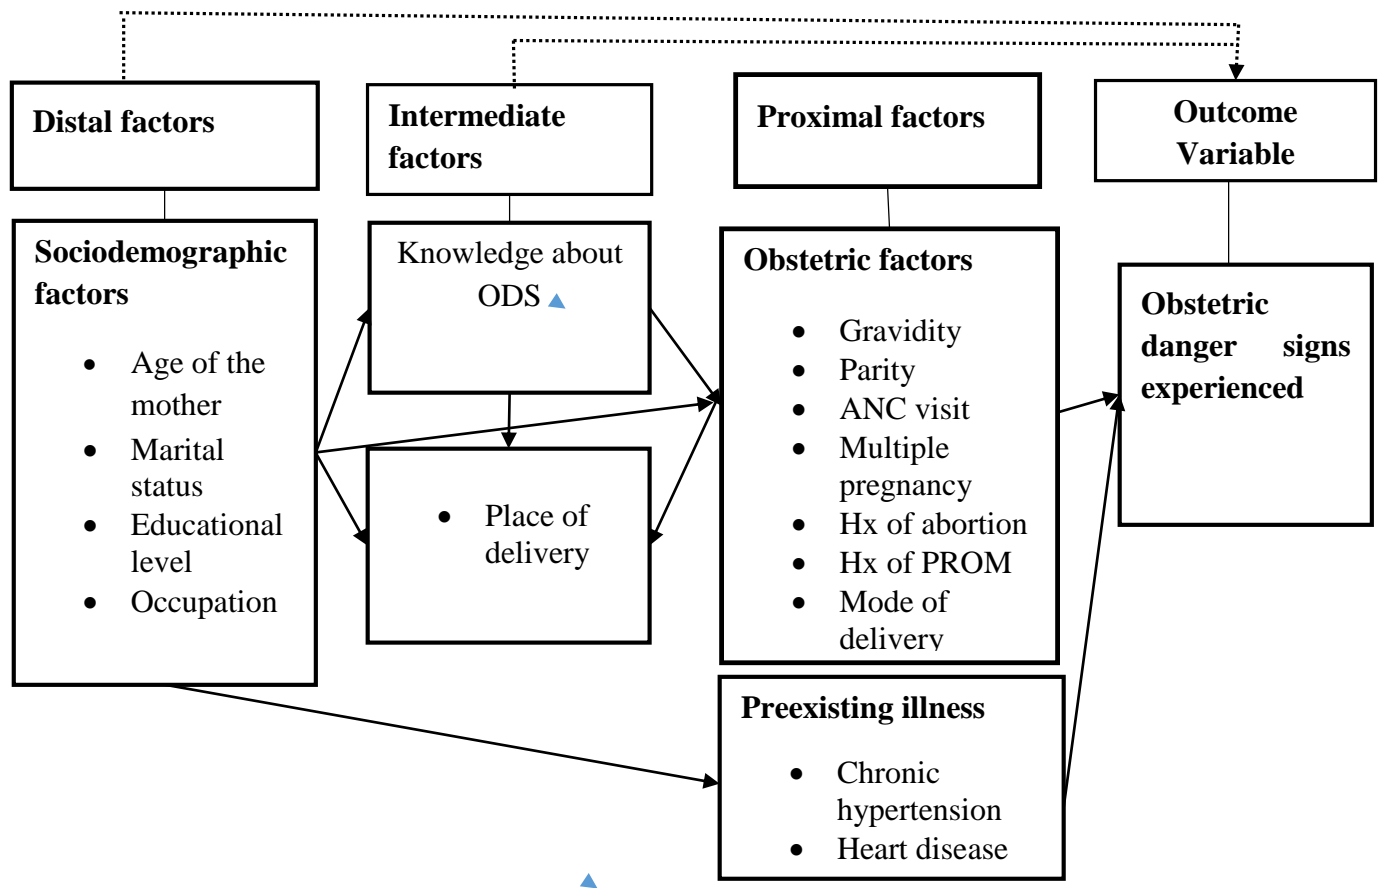 Distal factors
Intermediate
factors
Proximal factors
Outcome
Variable
Sociodemographic
factors
• Age of the
mother
• Marital
status
• Educational
level
• Occupation
Knowledge about
ODS
• Place of
delivery
Obstetric factors
• Gravidity
• Parity
• ANC visit
• Multiple
pregnancy
• Hx of abortion
• Hx of PROM
• Mode of
delivery
Preexisting illness
• Chronic
hypertension
• Heart disease
Obstetric
danger signs
experienced